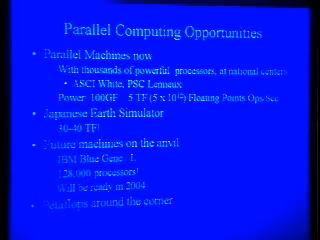 Parallel Computing Opportunities
• Parallel Machines now
With thousands of powerful processors, at national centers
• ASCI White, PSC Lemieux
Power: 100GF – 5 TF (5 x 10¹²) Floating Points Ops/Sec
• Japanese Earth Simulator
30-40 TF!
• Future machines on the anvil
IBM Blue Gene L
128,000 processors!
Will be ready in 2004
• Petaflops around the corner